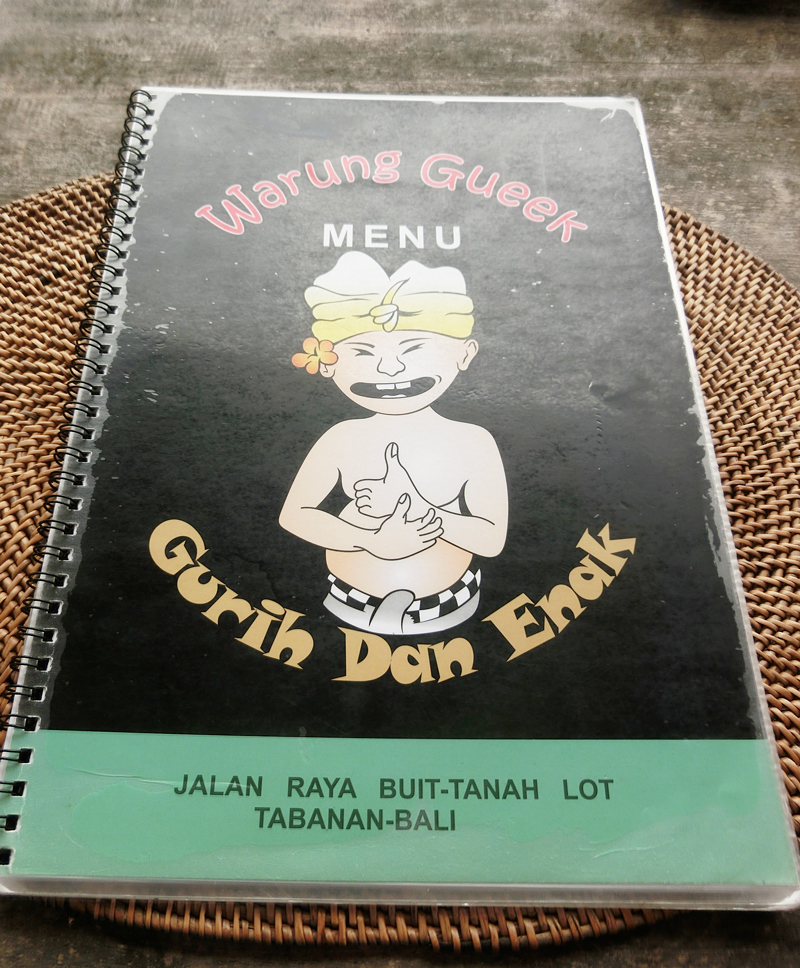 Warung Gueek
MENU
Gurih Dan Enak
JALAN RAYA BUIT-TANAH LOT
TABANAN-BALI